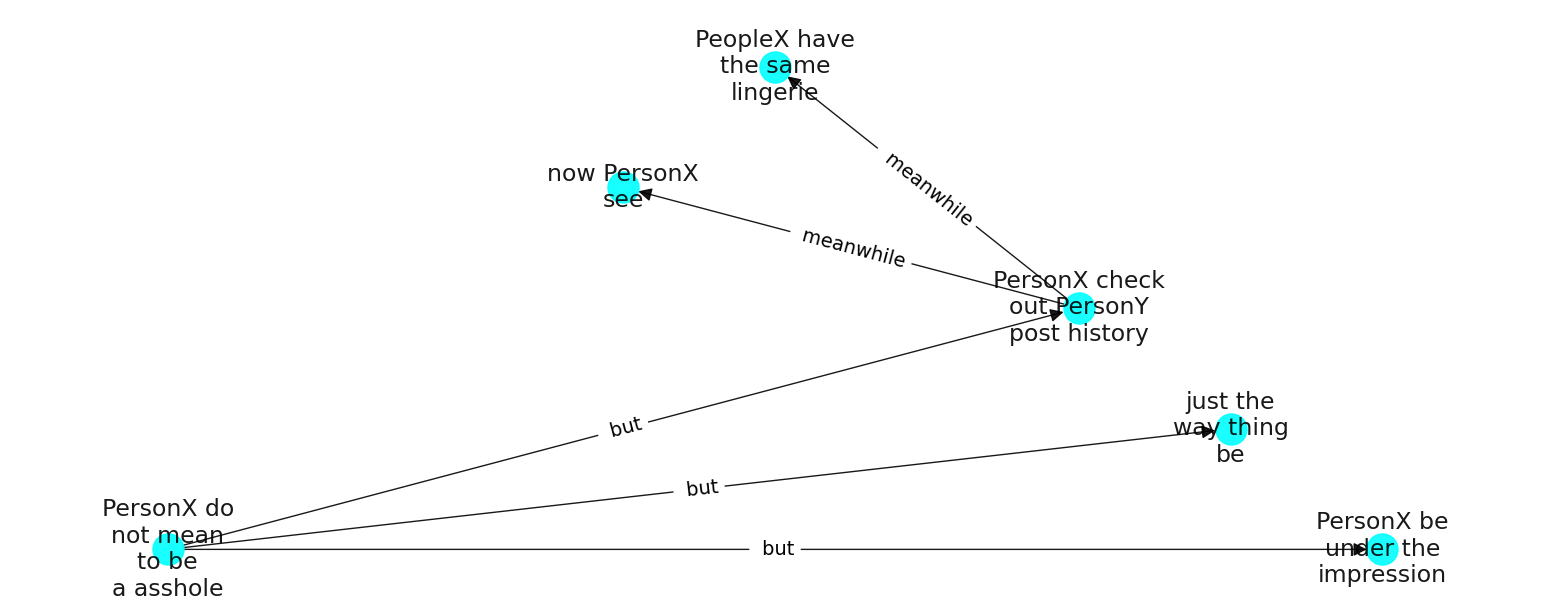 PeopleX have
the same
lingerie
now PersonX
see
meanwhile
meanwhile
PersonX check
out PersonY
post history
but
just the
way thing
be
but
PersonX do
not mean
to be
a asshole
but
PersonX be
under the
impression